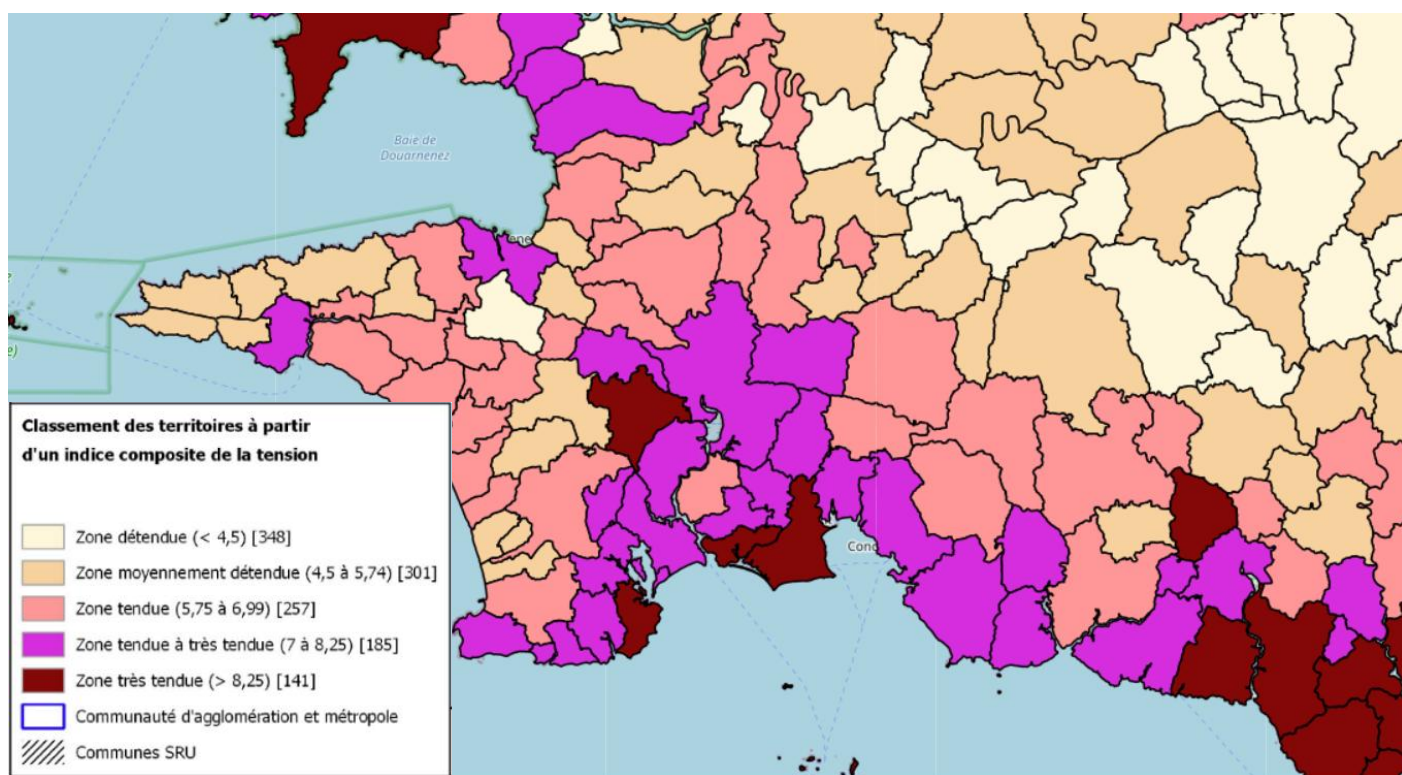 Baie de
Douarnenez
ene
e
e)
Conc
Classement des territoires à partir
d'un indice composite de la tension
Zone détendue (< 4,5) [348]
Zone moyennement détendue (4,5 à 5,74) [301]
Zone tendue (5,75 à 6,99) [257]
Zone tendue à très tendue (7 à 8,25) [185]
Zone très tendue (> 8,25) [141]
Communauté d'agglomération et métropole
Communes SRU